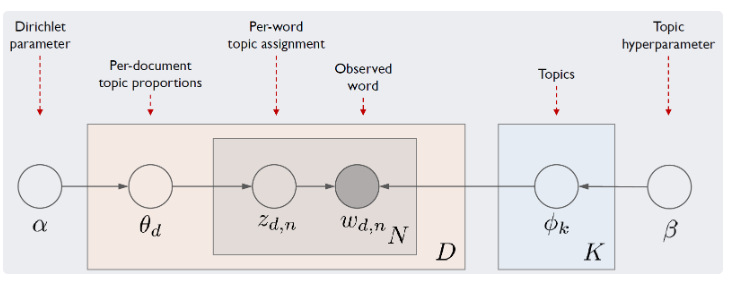 Dirichlet
parameter
Per-document
topic proportions
Per-word
topic assignment
Observed
word
Topics
Topic
hyperparameter
α
θd
zd,n
wd,n
N
D
ϕk
K
β